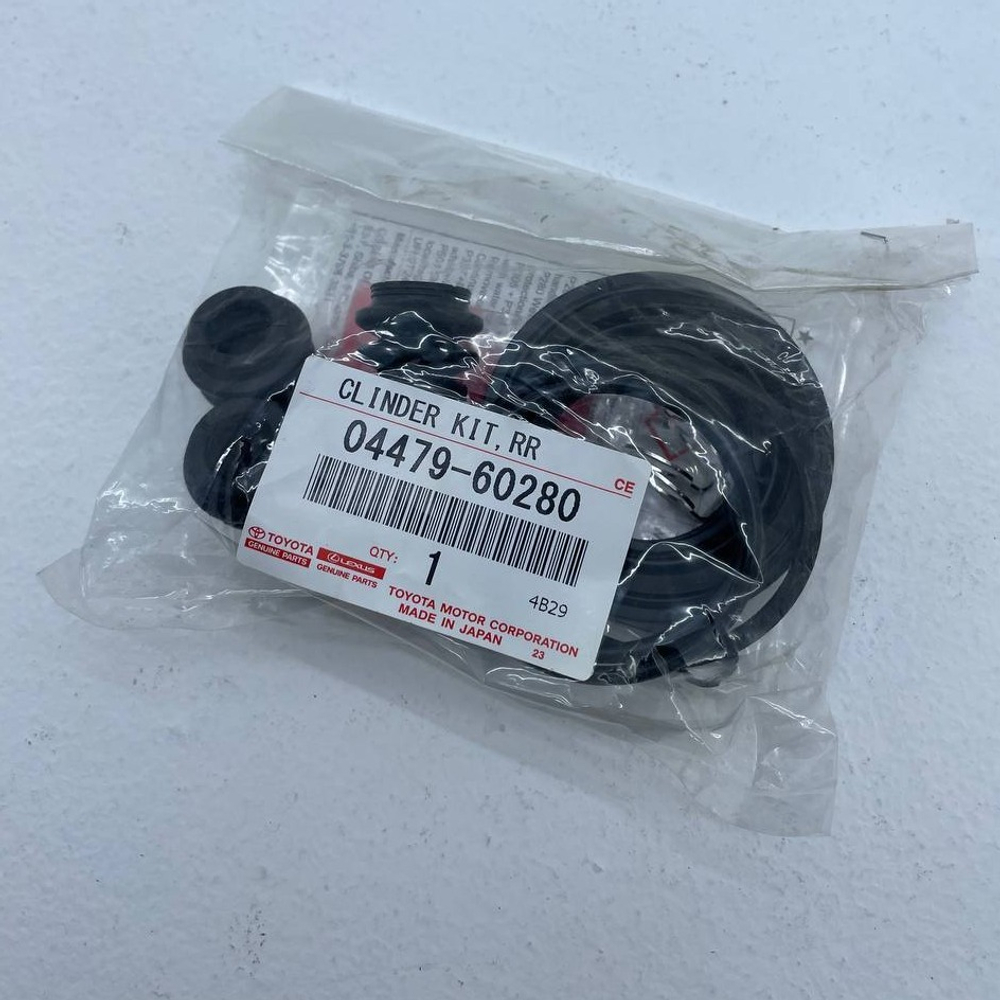 CLINDER KIT,RR
04479-60280
CE
TOYOTA
GENUINE PARTS
LEXUS
GENUINE PARTS
QTY:
1
4B29
TOYOTA MOTOR CORPORATION
MADE IN JAPAN
23